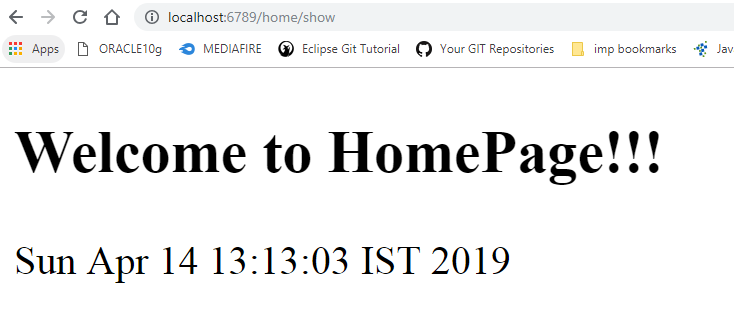 localhost:6789/home/show
Apps ORACLE10g MEDIAFIRE Eclipse Git Tutorial Your GIT Repositories imp bookmarks Jav
Welcome to HomePage!!!
Sun Apr 14 13:13:03 IST 2019